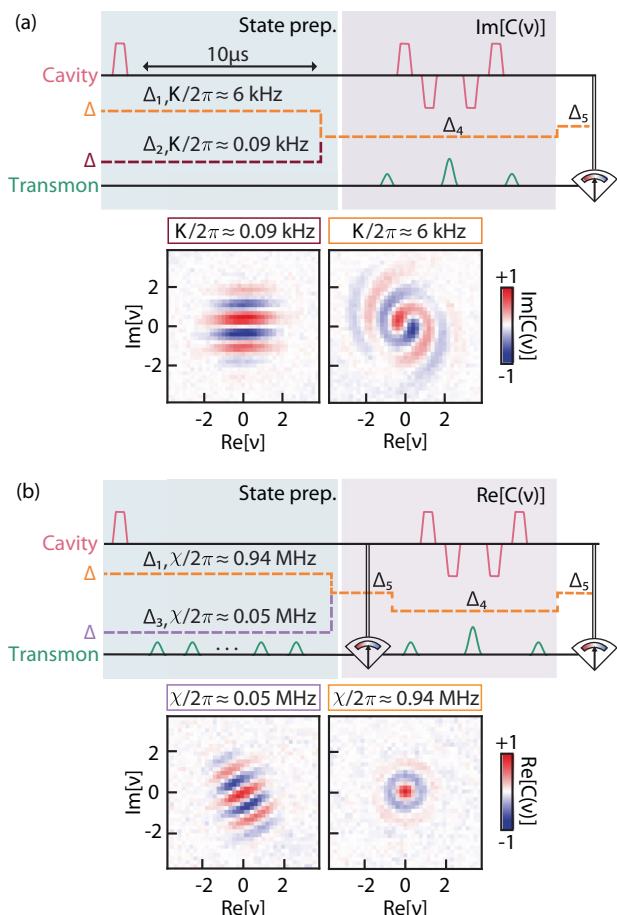 (a)
State prep.
Im[C(ν)]
10μs
Cavity
Δ
Δ₁, K/2π ≈ 6 kHz
Δ₄
Δ₅
Δ
Δ₂, K/2π ≈ 0.09 kHz
Transmon
K/2π ≈ 0.09 kHz
K/2π ≈ 6 kHz
Im[ν]
2
0
-2
-2 0 2
-2 0 2
Re[ν]
Re[ν]
+1
Im[C(ν)]
-1
(b)
State prep.
Re[C(ν)]
Cavity
Δ
Δ₁, χ/2π ≈ 0.94 MHz
Δ₅
Δ₄
Δ₅
Δ
Δ₃, χ/2π ≈ 0.05 MHz
Transmon
...
χ/2π ≈ 0.05 MHz
χ/2π ≈ 0.94 MHz
Im[ν]
2
0
-2
-2 0 2
-2 0 2
Re[ν]
Re[ν]
+1
Re[C(ν)]
-1